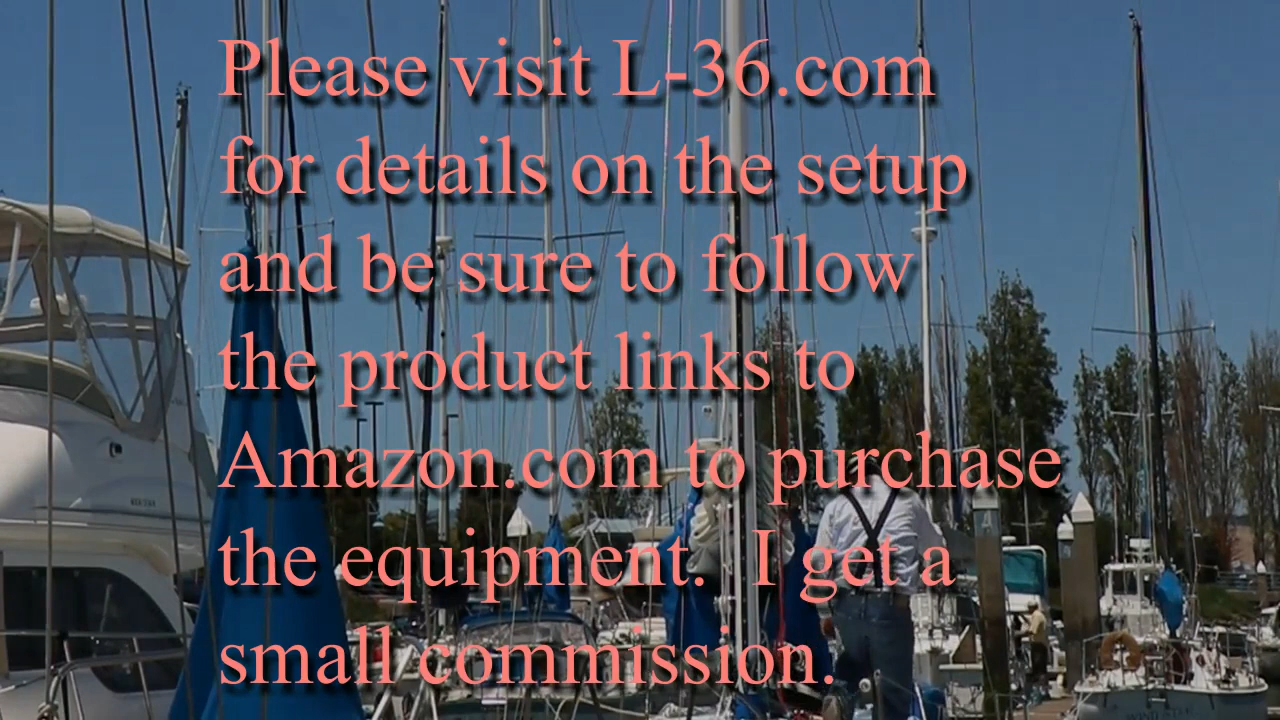 Please visit L-36.com
for details on the setup
and be sure to follow
the product links to
Amazon.com to purchase
the equipment.  I get a
small commission.